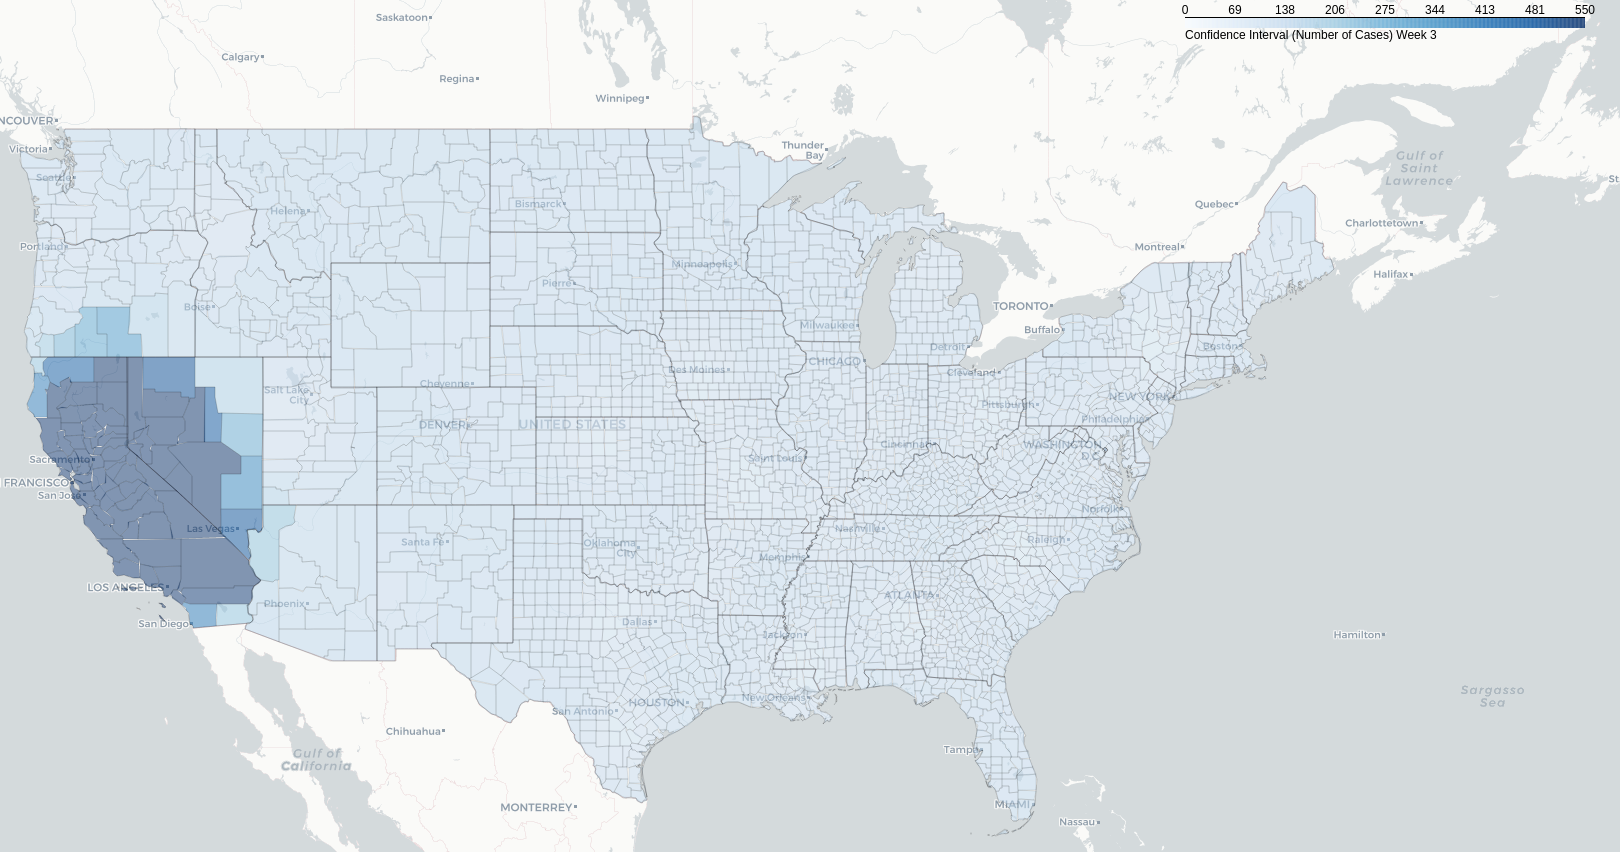 0 69 138 206 275 344 413 481 550
Confidence Interval (Number of Cases) Week 3
Saskatoon
Calgary
Regina
Winnipeg
NCOUVER
Victoria
Thunder
Bay
Gulf of
Saint
Lawrence
St
Seattle
Bismarck
Helena
Quebec
Charlottetown
Portland
Montreal
Minneapolis
Halifax
Pierre
Boise
TORONTO
Milwaukee
Buffalo
Boston
Detroit
CHICAGO
Des Moines
Cleveland
Cheyenne
Salt Lake
City
NEW YORK
Pittsburgh
Philadelphia
DENVER
UNITED STATES
Cincinnati
WASHINGTON
D.C.
Sacramento
Saint Louis
FRANCISCO
San Jose
Norfolk
Las Vegas
Nashville
Santa Fe
Raleigh
Oklahoma
City
Memphis
LOS ANGELES
ATLANTA
Phoenix
San Diego
Dallas
Jackson
Hamilton
Sargasso
Sea
New Orleans
HOUSTON
San Antonio
Chihuahua
Gulf of
California
Tampa
MONTERREY
MIAMI
Nassau